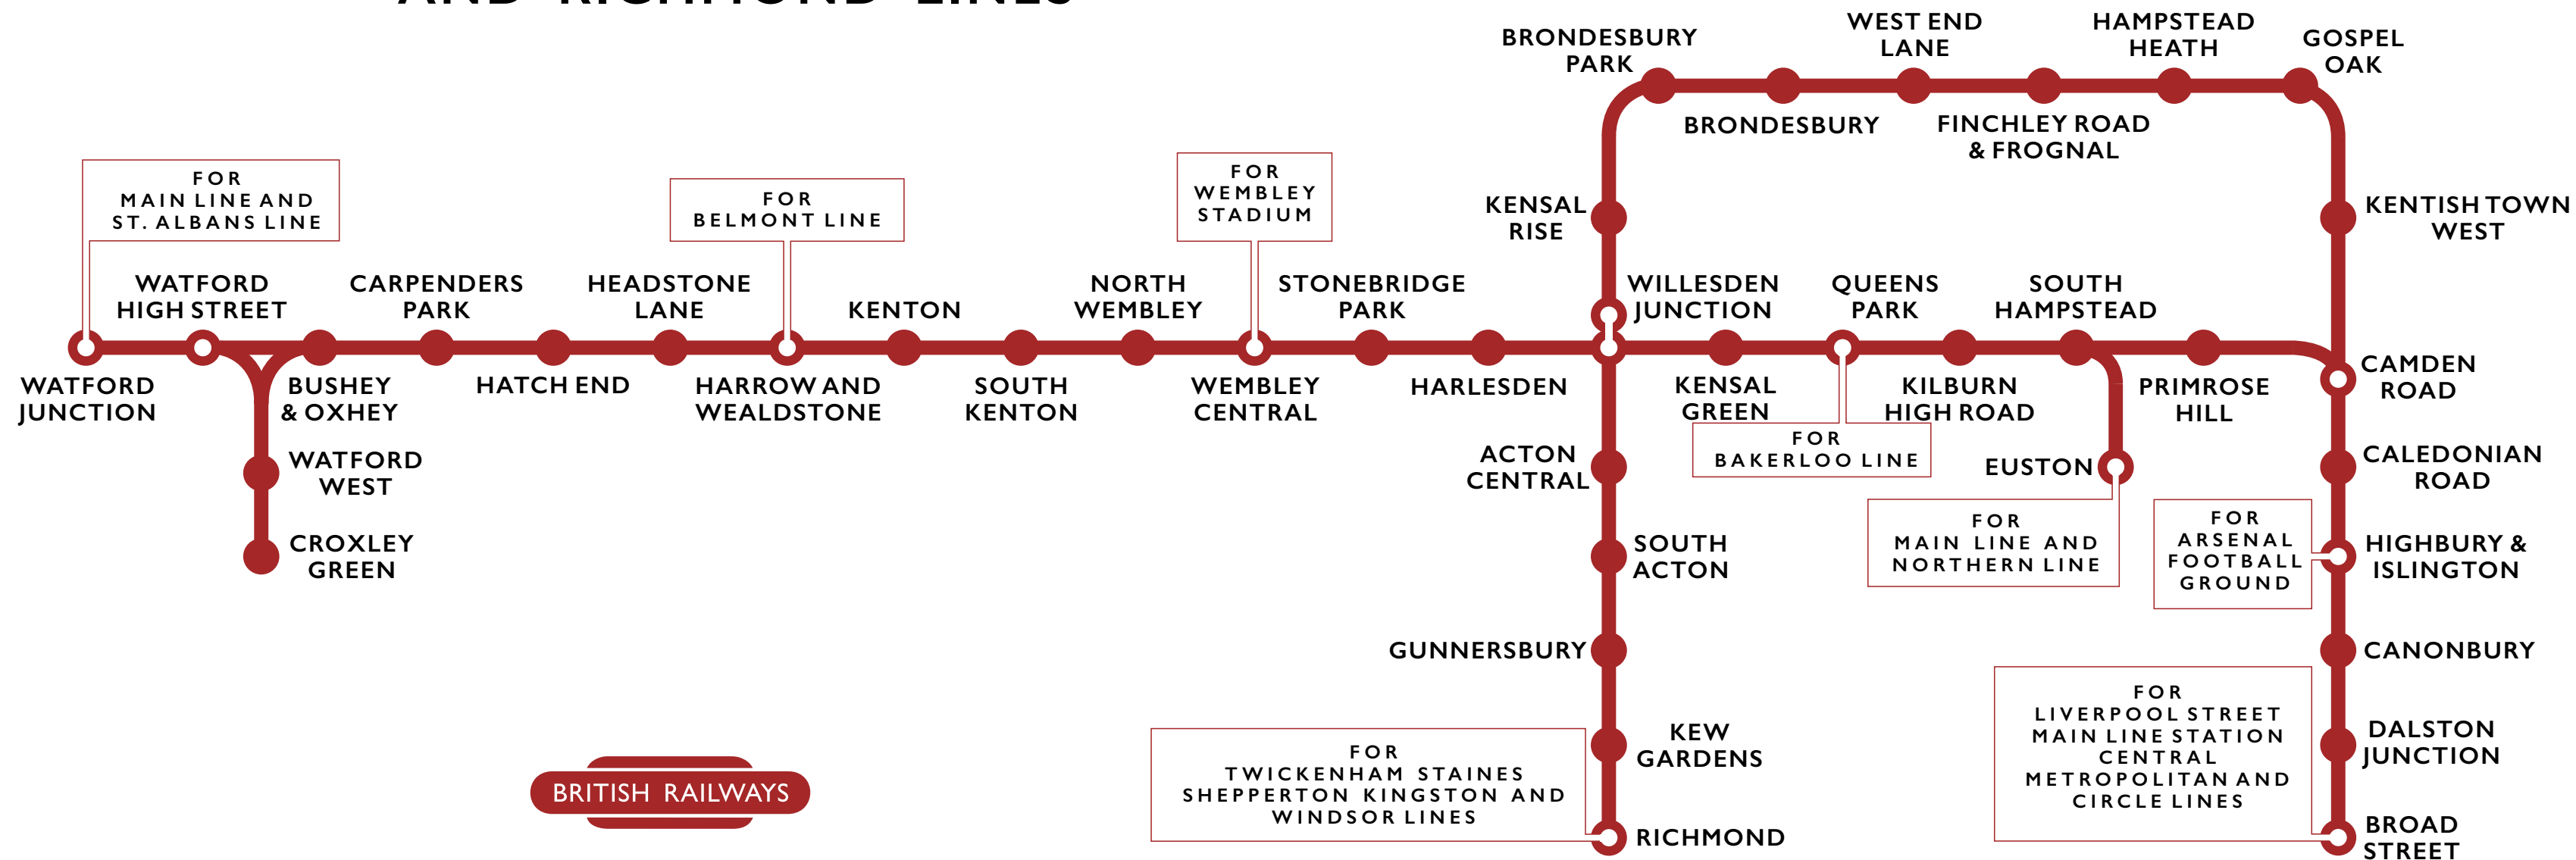 AND RICHMOND LINES
BRONDESBURY
PARK
WEST END
LANE
HAMPSTEAD
HEATH
GOSPEL
OAK
BRONDESBURY
FINCHLEY ROAD
& FROGNAL
FOR
MAIN LINE AND
ST. ALBANS LINE
FOR
BELMONT LINE
FOR
WEMBLEY
STADIUM
KENSAL
RISE
KENTISH TOWN
WEST
WATFORD
HIGH STREET
CARPENDERS
PARK
HEADSTONE
LANE
KENTON
NORTH
WEMBLEY
STONEBRIDGE
PARK
WILLESDEN
JUNCTION
QUEENS
PARK
SOUTH
HAMPSTEAD
WATFORD
JUNCTION
BUSHEY
& OXHEY
HATCH END
HARROW AND
WEALDSTONE
SOUTH
KENTON
WEMBLEY
CENTRAL
HARLESDEN
KENSAL
GREEN
KILBURN
HIGH ROAD
PRIMROSE
HILL
CAMDEN
ROAD
FOR
BAKERLOO LINE
WATFORD
WEST
ACTON
CENTRAL
EUSTON
CALEDONIAN
ROAD
CROXLEY
GREEN
SOUTH
ACTON
FOR
MAIN LINE AND
NORTHERN LINE
FOR
ARSENAL
FOOTBALL
GROUND
HIGHBURY &
ISLINGTON
GUNNERSBURY
CANONBURY
KEW
GARDENS
FOR
LIVERPOOL STREET
MAIN LINE STATION
CENTRAL
METROPOLITAN AND
CIRCLE LINES
DALSTON
JUNCTION
BRITISH RAILWAYS
FOR
TWICKENHAM STAINES
SHEPPERTON KINGSTON AND
WINDSOR LINES
RICHMOND
BROAD
STREET